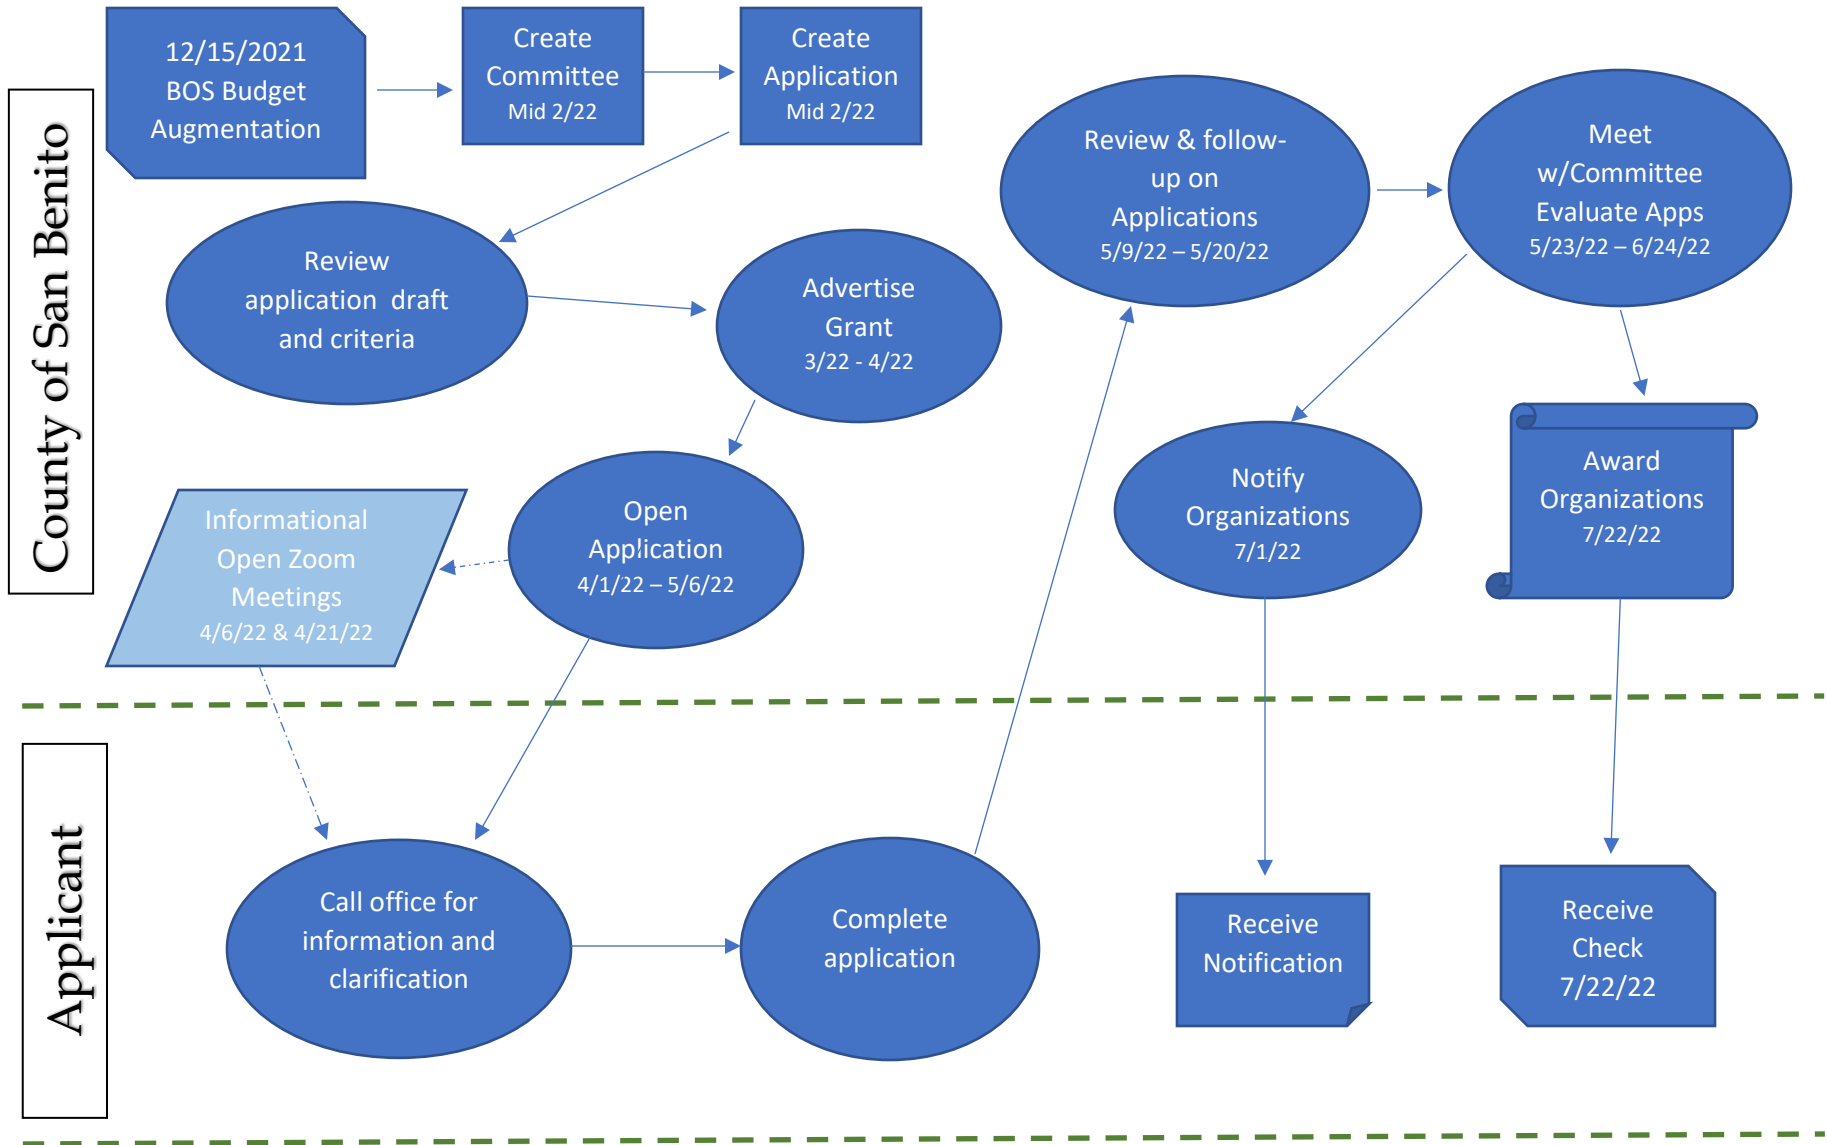 County of San Benito
12/15/2021
BOS Budget
Augmentation
Create
Committee
Mid 2/22
Create
Application
Mid 2/22
Review
application  draft
and criteria
Advertise
Grant
3/22 - 4/22
Open
Application
4/1/22 – 5/6/22
Informational
Open Zoom
Meetings
4/6/22 & 4/21/22
Review & follow-
up on
Applications
5/9/22 – 5/20/22
Meet
w/Committee
Evaluate Apps
5/23/22 – 6/24/22
Notify
Organizations
7/1/22
Award
Organizations
7/22/22
Applicant
Call office for
information and
clarification
Complete
application
Receive
Notification
Receive
Check
7/22/22